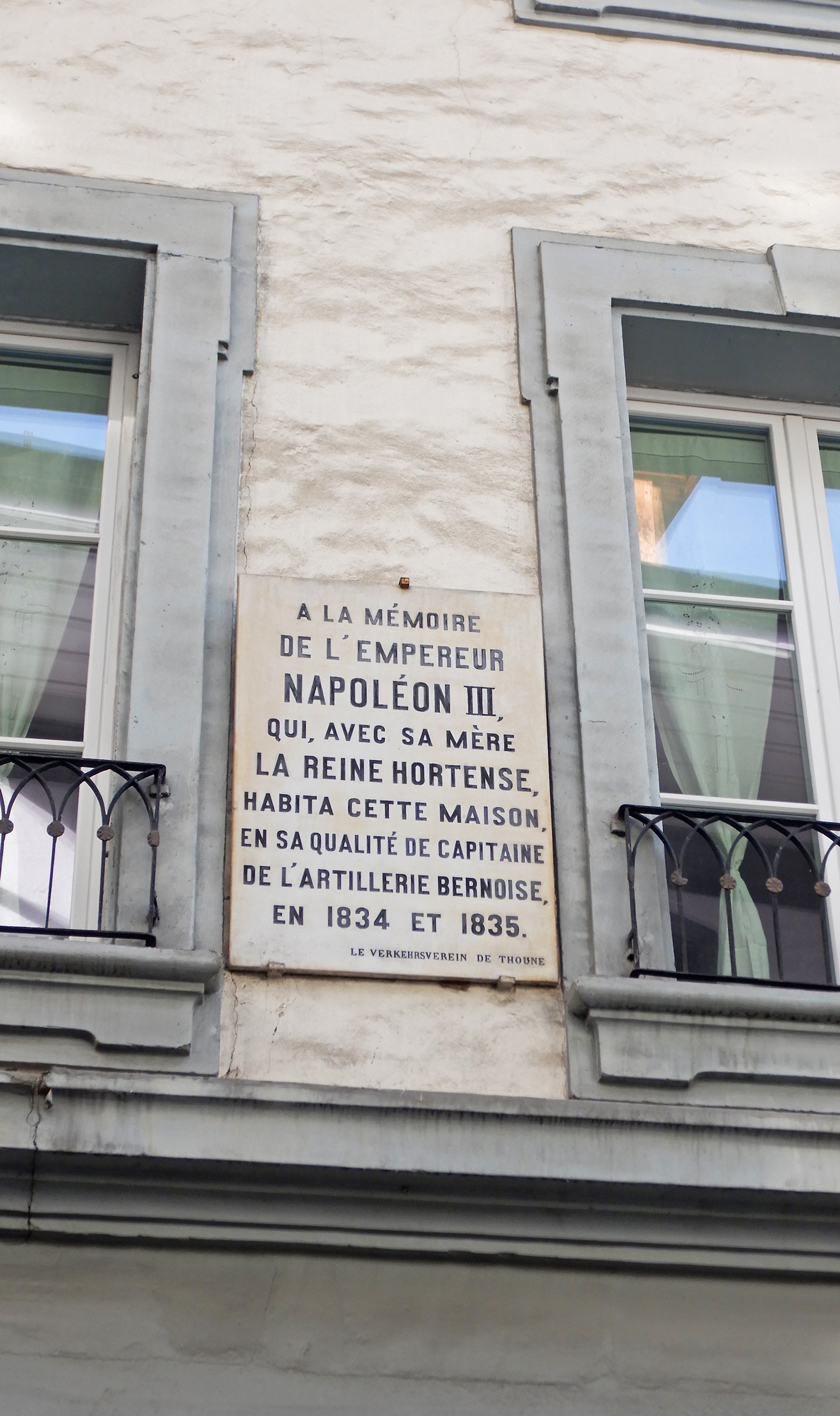 A LA MÉMOIRE
DE L'EMPEREUR
NAPOLÉON III,
QUI, AVEC SA MÈRE
LA REINE HORTENSE,
HABITA CETTE MAISON,
EN SA QUALITÉ DE CAPITAINE
DE L'ARTILLERIE BERNOISE,
EN 1834 ET 1835.
LE VERKEHRSVEREIN DE THOUNE